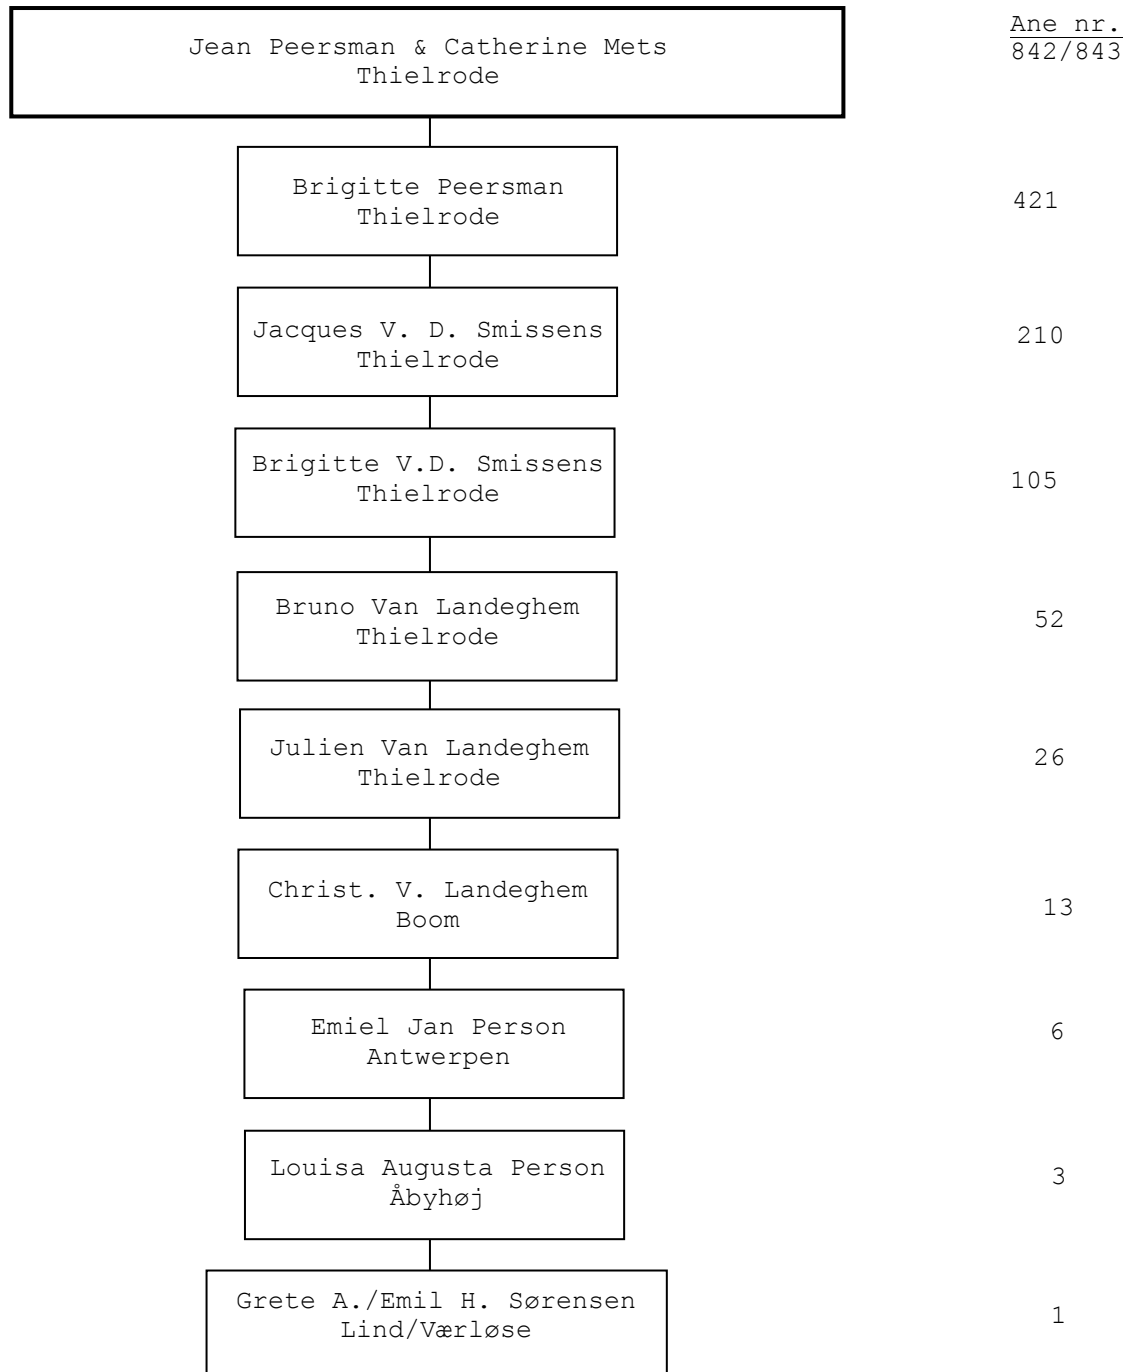 Ane nr.
Jean Peersman & Catherine Mets
842/843
Thielrode
Brigitte Peersman
Thielrode
421
Jacques V. D. Smissens
Thielrode
210
Brigitte V.D. Smissens
Thielrode
105
Bruno Van Landeghem
Thielrode
52
Julien Van Landeghem
Thielrode
26
Christ. V. Landeghem
Boom
13
Emiel Jan Person
Antwerpen
6
Louisa Augusta Person
Åbyhøj
3
Grete A./Emil H. Sørensen
Lind/Værløse
1